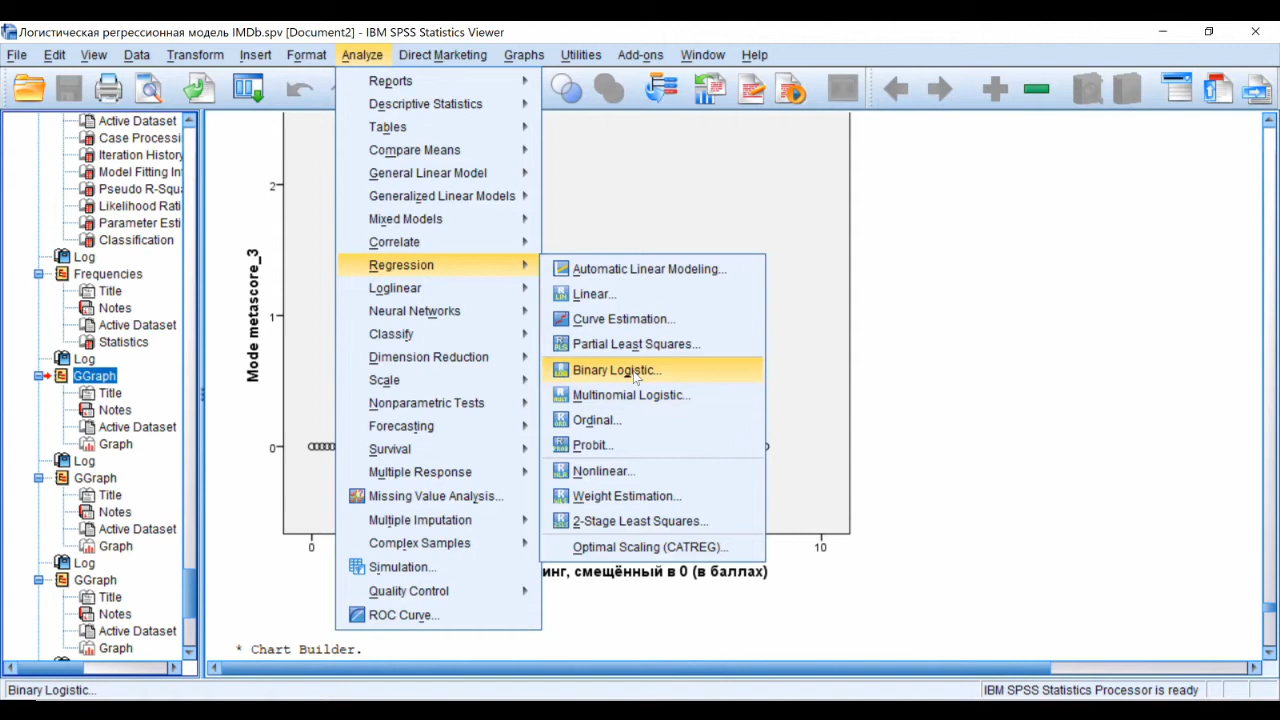 Логистическая регрессионная модель IMDb.spv [Document2] - IBM SPSS Statistics Viewer
File Edit View Data Transform Insert Format Analyze Direct Marketing Graphs Utilities Add-ons Window Help
Active Dataset
Case Processi
Iteration History
Model Fitting In
Pseudo R-Squa
Likelihood Rati
Parameter Esti
Classification
Log
Frequencies
Title
Notes
Active Dataset
Statistics
Log
GGraph
Title
Notes
Active Dataset
Graph
Log
GGraph
Title
Notes
Active Dataset
Graph
Log
GGraph
Title
Notes
Active Dataset
Graph
Reports
Descriptive Statistics
Tables
Compare Means
General Linear Model
Generalized Linear Models
Mixed Models
Correlate
Regression
Loglinear
Neural Networks
Classify
Dimension Reduction
Scale
Nonparametric Tests
Forecasting
Survival
Multiple Response
Missing Value Analysis...
Multiple Imputation
Complex Samples
Simulation...
Quality Control
ROC Curve...
Automatic Linear Modeling...
Linear...
Curve Estimation...
Partial Least Squares...
Binary Logistic...
Multinomial Logistic...
Ordinal...
Probit...
Nonlinear...
Weight Estimation...
2-Stage Least Squares...
Optimal Scaling (CATREG)...
Mode metascore_3
2
1
0
0 10
инг, смещённый в 0 (в баллах)
* Chart Builder.
Binary Logistic... IBM SPSS Statistics Processor is ready